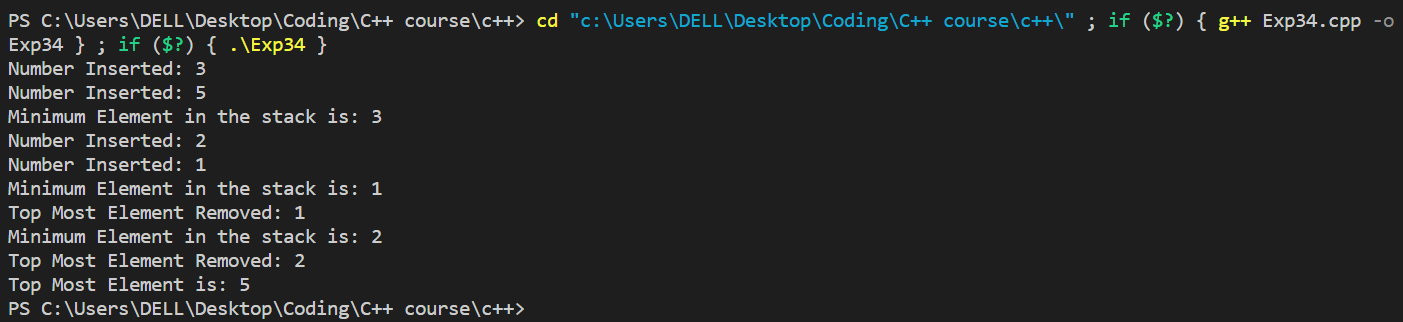 PS C:\Users\DELL\Desktop\Coding\C++ course\c++> cd "c:\Users\DELL\Desktop\Coding\C++ course\c++\" ; if ($?) { g++ Exp34.cpp -o
Exp34 } ; if ($?) { .\Exp34 }
Number Inserted: 3
Number Inserted: 5
Minimum Element in the stack is: 3
Number Inserted: 2
Number Inserted: 1
Minimum Element in the stack is: 1
Top Most Element Removed: 1
Minimum Element in the stack is: 2
Top Most Element Removed: 2
Top Most Element is: 5
PS C:\Users\DELL\Desktop\Coding\C++ course\c++>